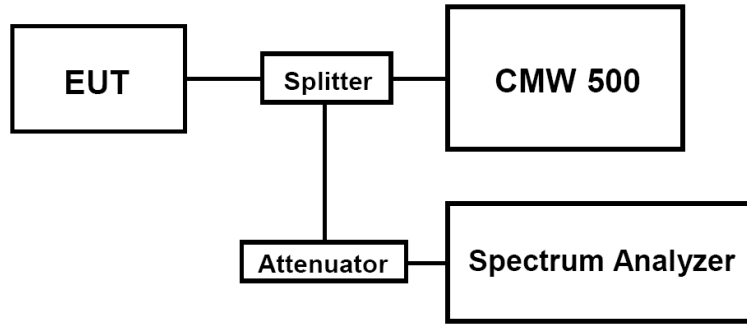 EUT
Splitter
CMW 500
Attenuator
Spectrum Analyzer